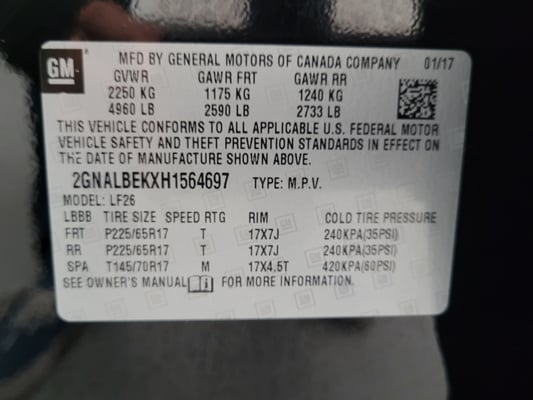 GM
MFD BY GENERAL MOTORS OF CANADA COMPANY 01/17
GVWR GAWR FRT GAWR RR
2250 KG 1175 KG 1240 KG
4960 LB 2590 LB 2733 LB
THIS VEHICLE CONFORMS TO ALL APPLICABLE U.S. FEDERAL MOTOR
VEHICLE SAFETY AND THEFT PREVENTION STANDARDS IN EFFECT ON
THE DATE OF MANUFACTURE SHOWN ABOVE.
2GNALBEKXH1564697 TYPE: M.P.V.
MODEL: LF26
LBBB TIRE SIZE SPEED RTG RIM COLD TIRE PRESSURE
FRT P225/65R17 T 17X7J 240KPA(35PSI)
RR P225/65R17 T 17X7J 240KPA(35PSI)
SPA T145/70R17 M 17X4.5T 420KPA(60PSI)
SEE OWNER'S MANUAL FOR MORE INFORMATION.